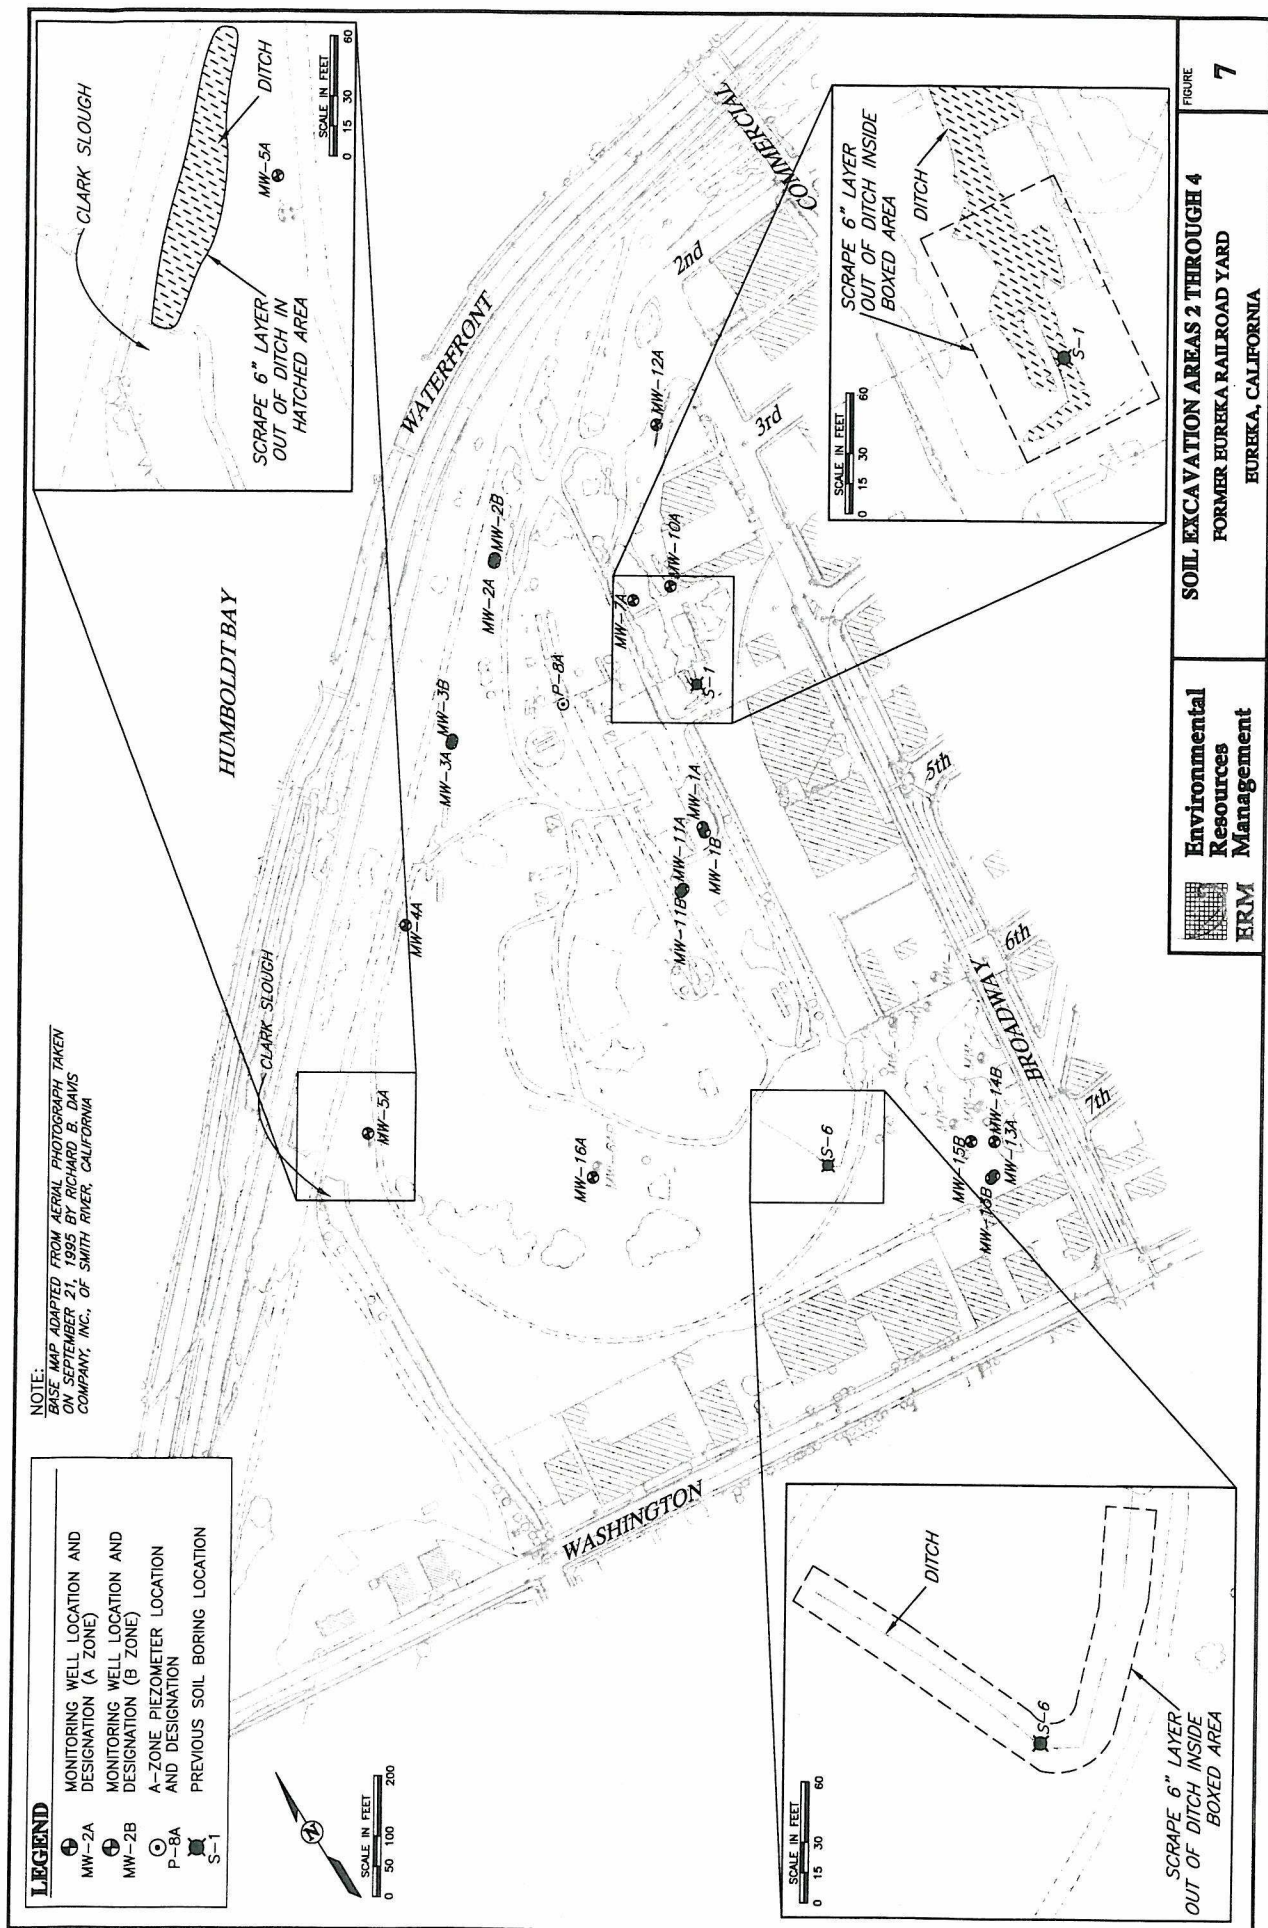 NOTE:
BASE MAP ADAPTED FROM AERIAL PHOTOGRAPH TAKEN
ON SEPTEMBER 21, 1995 BY RICHARD B. DAVIS
COMPANY, INC., OF SMITH RIVER, CALIFORNIA
LEGEND
MW-2A
MONITORING WELL LOCATION AND
DESIGNATION (A ZONE)
MW-2B
MONITORING WELL LOCATION AND
DESIGNATION (B ZONE)
P-8A
A-ZONE PIEZOMETER LOCATION
AND DESIGNATION
S-1
PREVIOUS SOIL BORING LOCATION
N
SCALE IN FEET
0 50 100 200
HUMBOLDT BAY
CLARK SLOUGH
WATERFRONT
COMMERCIAL
WASHINGTON
BROADWAY
2nd
3rd
5th
6th
7th
MW-5A
MW-4A
MW-3A
MW-3B
MW-2A
MW-2B
MW-12A
MW-10A
MW-7A
P-8A
S-1
MW-1A
MW-1B
MW-11A
MW-11B
MW-16A
S-6
MW-15B
MW-14B
MW-13A
MW-13B
CLARK SLOUGH
DITCH
MW-5A
SCRAPE 6" LAYER
OUT OF DITCH IN
HATCHED AREA
SCALE IN FEET
0 15 30 60
SCRAPE 6" LAYER
OUT OF DITCH INSIDE
BOXED AREA
DITCH
S-1
SCALE IN FEET
0 15 30 60
DITCH
S-6
SCRAPE 6" LAYER
OUT OF DITCH INSIDE
BOXED AREA
SCALE IN FEET
0 15 30 60
Environmental
Resources
Management
ERM
SOIL EXCAVATION AREAS 2 THROUGH 4
FORMER EUREKA RAILROAD YARD
EUREKA, CALIFORNIA
FIGURE
7